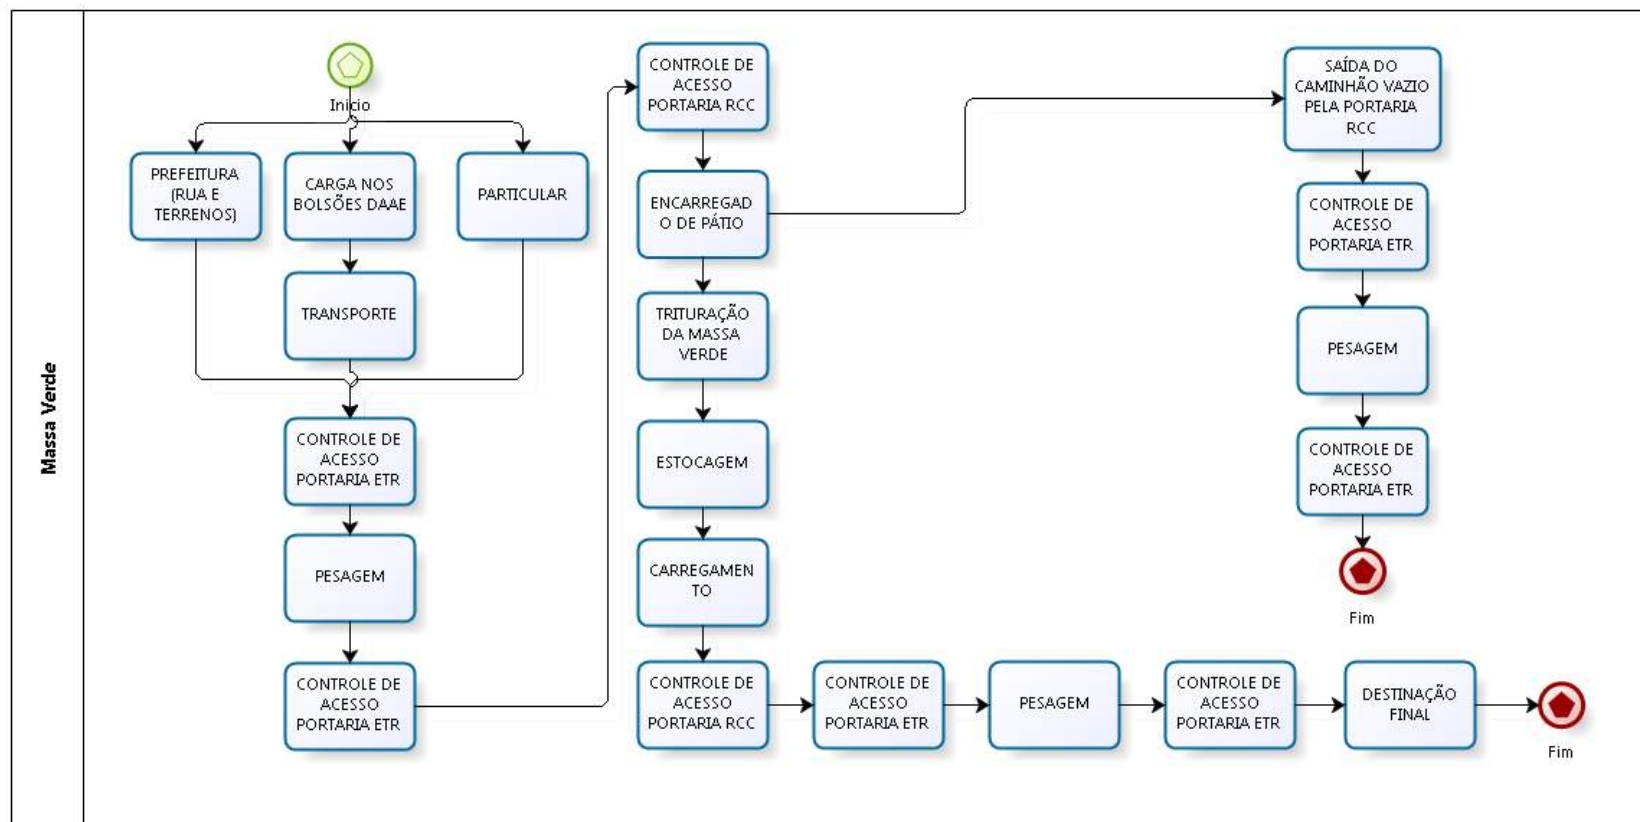 Massa Verde
Início
PREFEITURA
(RUA E
TERRENOS)
CARGA NOS
BOLSÕES DAAE
PARTICULAR
TRANSPORTE
CONTROLE DE
ACESSO
PORTARIA ETR
PESAGEM
CONTROLE DE
ACESSO
PORTARIA ETR
CONTROLE DE
ACESSO
PORTARIA RCC
ENCARREGAD
O DE PÁTIO
TRITURAÇÃO
DA MASSA
VERDE
ESTOCAGEM
CARREGAMEN
TO
CONTROLE DE
ACESSO
PORTARIA RCC
CONTROLE DE
ACESSO
PORTARIA ETR
PESAGEM
CONTROLE DE
ACESSO
PORTARIA ETR
DESTINAÇÃO
FINAL
Fim
SAÍDA DO
CAMINHÃO VAZIO
PELA PORTARIA
RCC
CONTROLE DE
ACESSO
PORTARIA ETR
PESAGEM
CONTROLE DE
ACESSO
PORTARIA ETR
Fim